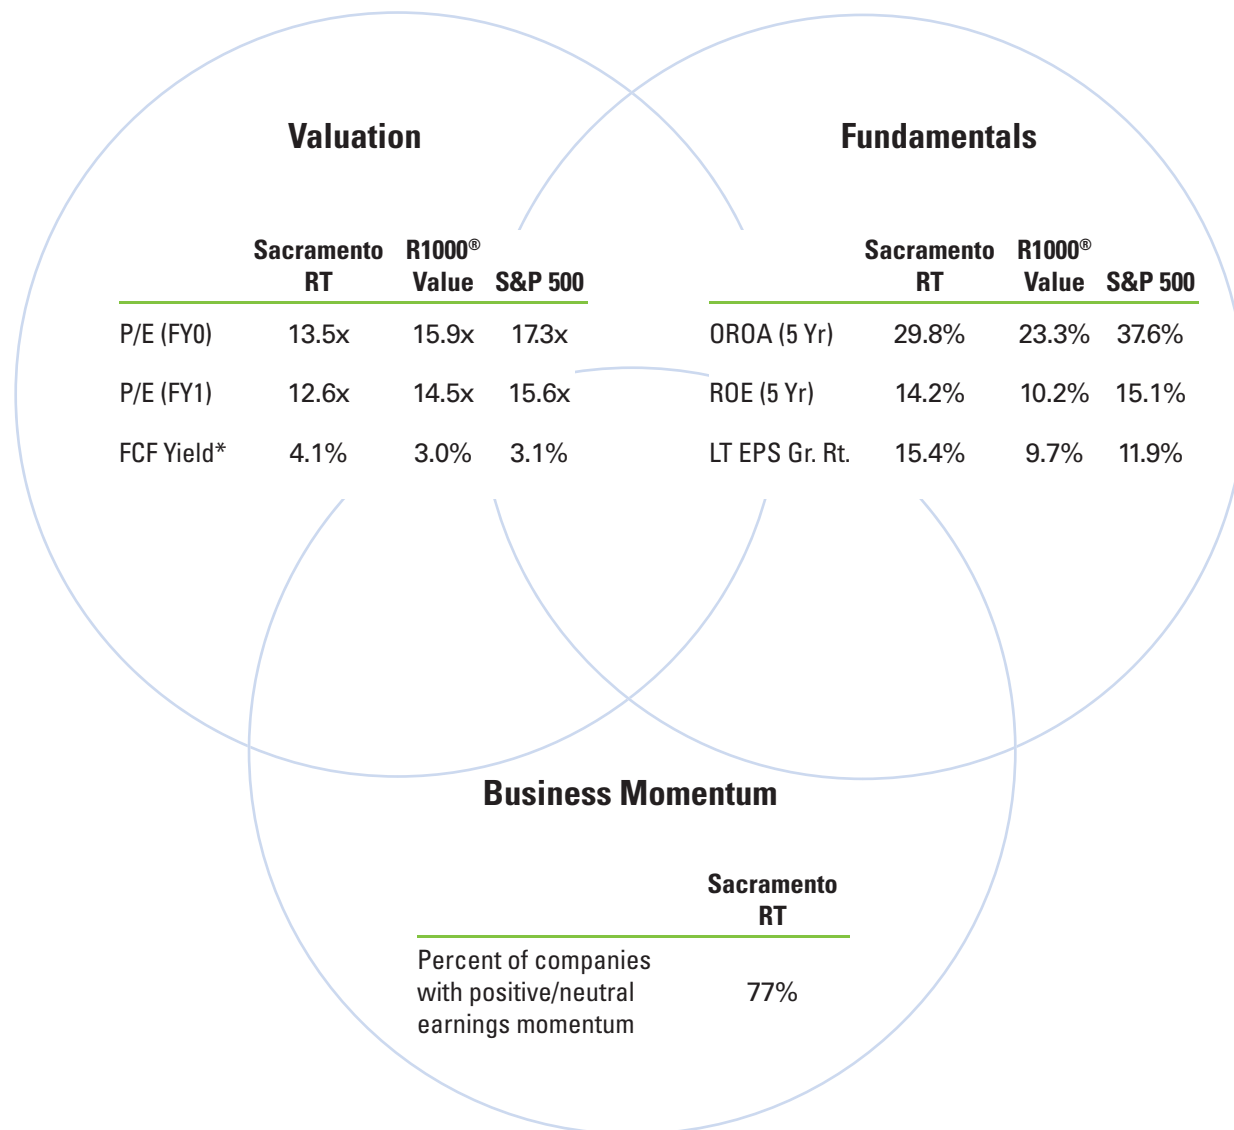 Valuation
Sacramento RT R1000® Value S&P 500
P/E (FY0) 13.5x 15.9x 17.3x
P/E (FY1) 12.6x 14.5x 15.6x
FCF Yield* 4.1% 3.0% 3.1%
Fundamentals
Sacramento RT R1000® Value S&P 500
OROA (5 Yr) 29.8% 23.3% 37.6%
ROE (5 Yr) 14.2% 10.2% 15.1%
LT EPS Gr. Rt. 15.4% 9.7% 11.9%
Business Momentum
Sacramento
RT
Percent of companies
with positive/neutral 77%
earnings momentum